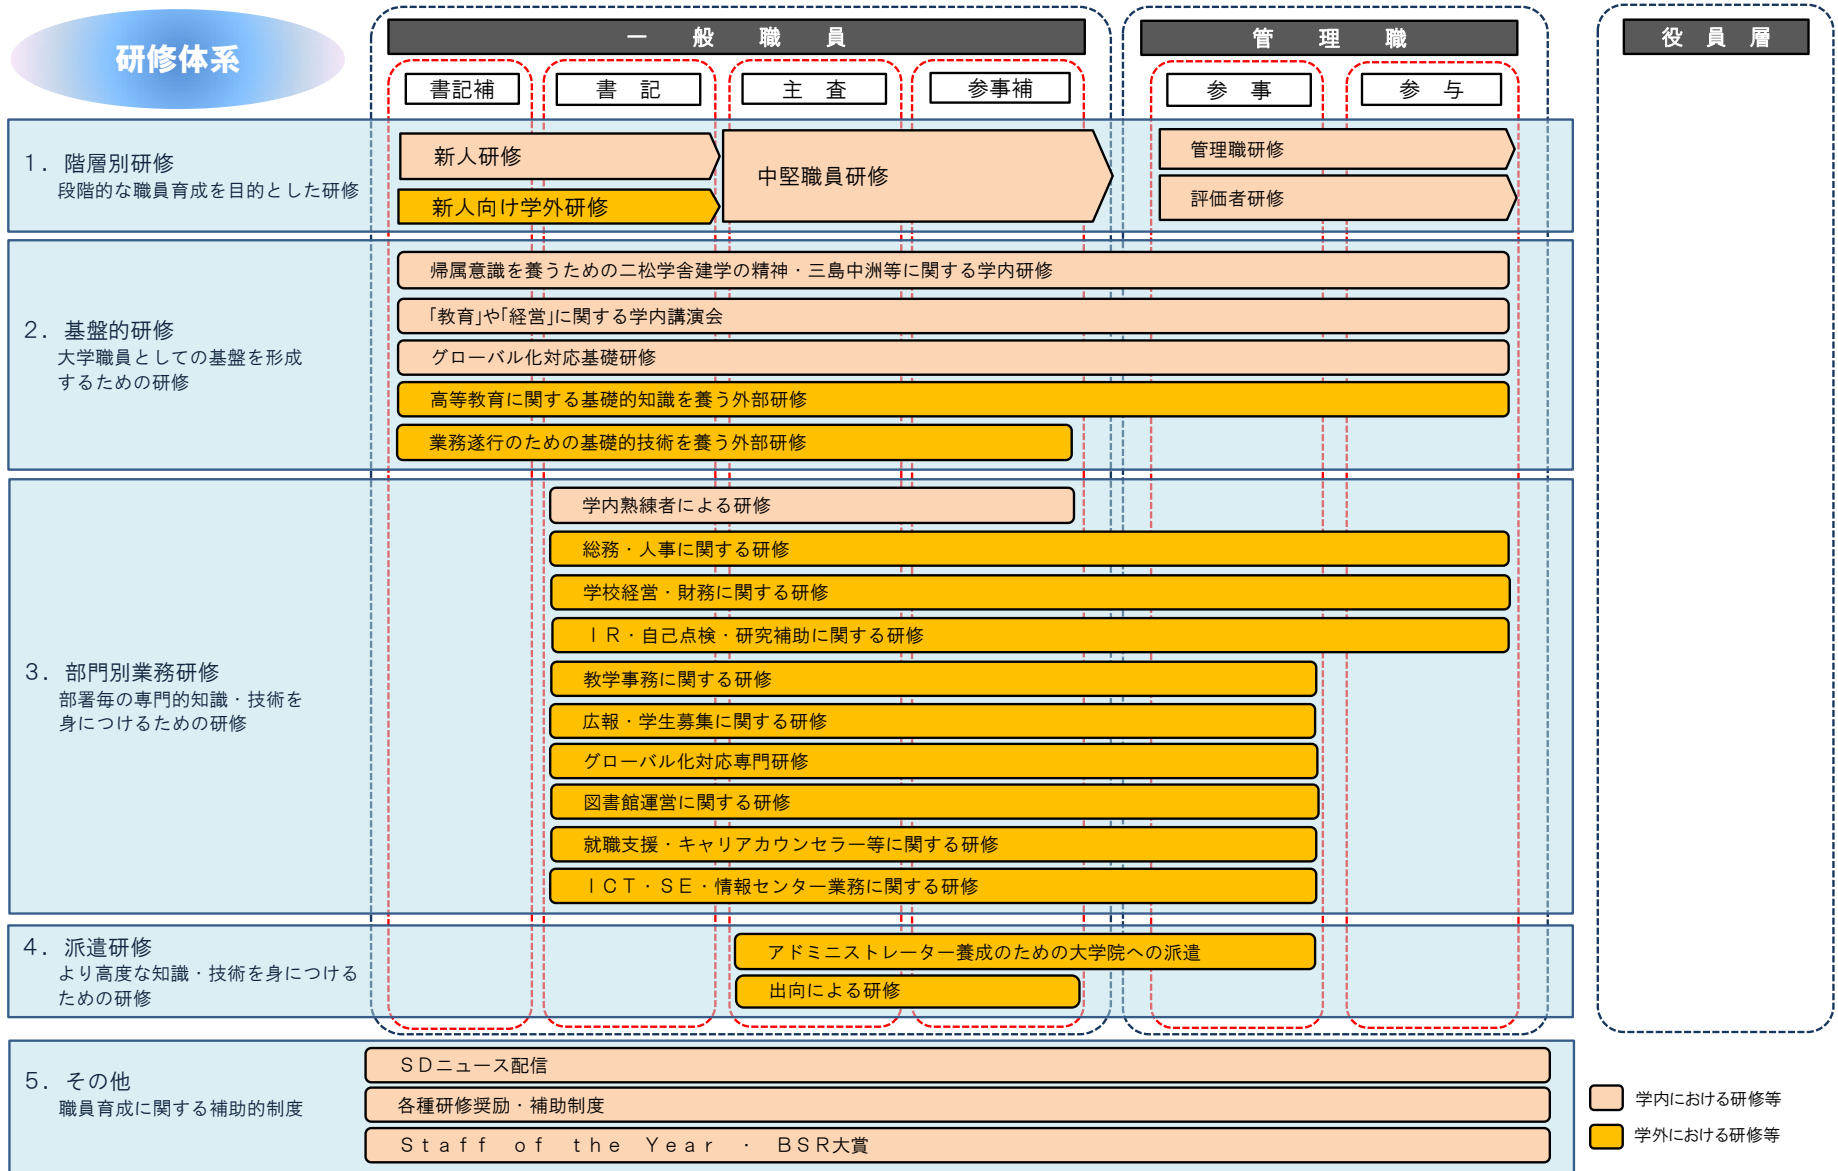 研修体系
一般職員
管理職
役員層
書記補
書記
主査
参事補
参事
参与
1．階層別研修
段階的な職員育成を目的とした研修
新人研修
新人向け学外研修
中堅職員研修
管理職研修
評価者研修
2．基盤的研修
大学職員としての基盤を形成
するための研修
帰属意識を養うための二松学舎建学の精神・三島中洲等に関する学内研修
「教育」や「経営」に関する学内講演会
グローバル化対応基礎研修
高等教育に関する基礎的知識を養う外部研修
業務遂行のための基礎的技術を養う外部研修
3．部門別業務研修
部署毎の専門的知識・技術を
身につけるための研修
学内熟練者による研修
総務・人事に関する研修
学校経営・財務に関する研修
ＩＲ・自己点検・研究補助に関する研修
教学事務に関する研修
広報・学生募集に関する研修
グローバル化対応専門研修
図書館運営に関する研修
就職支援・キャリアカウンセラー等に関する研修
ＩＣＴ・ＳＥ・情報センター業務に関する研修
4．派遣研修
より高度な知識・技術を身につける
ための研修
アドミニストレーター養成のための大学院への派遣
出向による研修
5．その他
職員育成に関する補助的制度
ＳＤニュース配信
各種研修奨励・補助制度
Ｓｔａｆｆ　ｏｆ　ｔｈｅ　Ｙｅａｒ　・　ＢＳＲ大賞
学内における研修等
学外における研修等